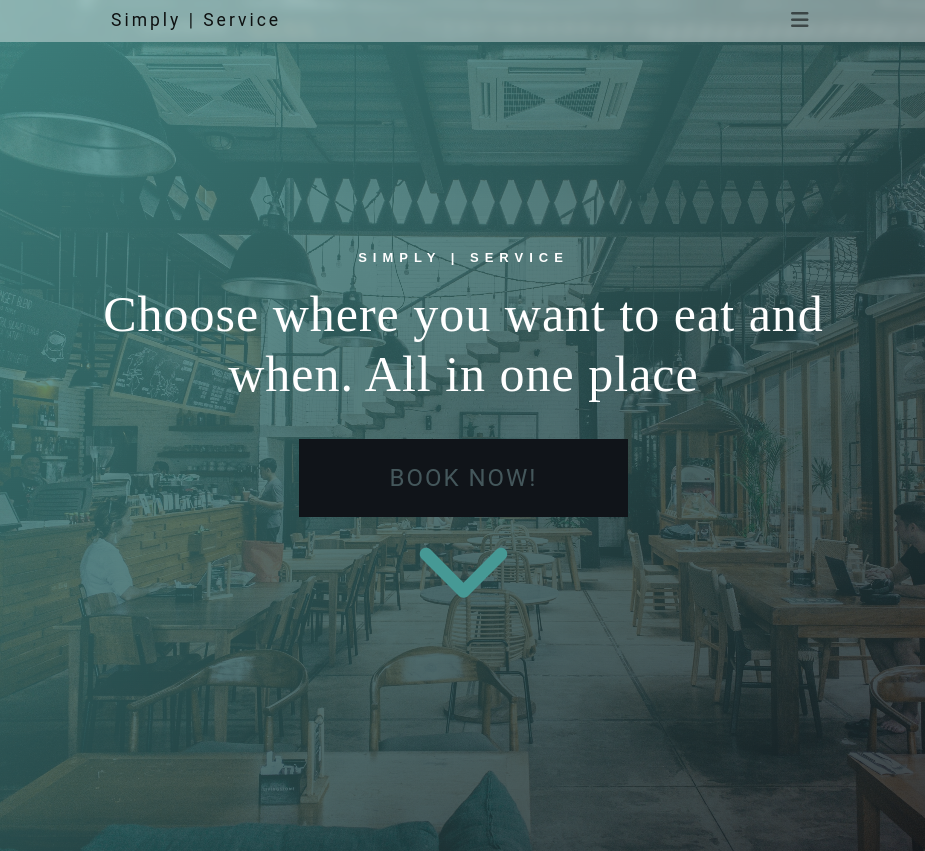 Simply | Service
SIMPLY | SERVICE
Choose where you want to eat and
when. All in one place
BOOK NOW!